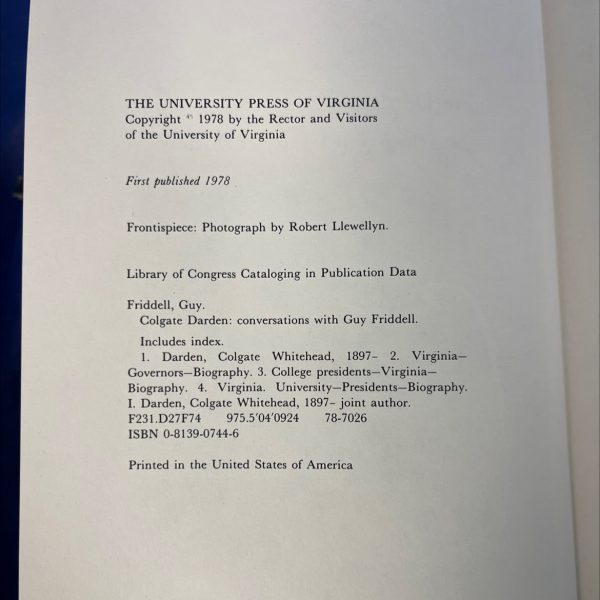 THE UNIVERSITY PRESS OF VIRGINIA
Copyright © 1978 by the Rector and Visitors
of the University of Virginia
First published 1978
Frontispiece: Photograph by Robert Llewellyn.
Library of Congress Cataloging in Publication Data
Friddell, Guy.
Colgate Darden: conversations with Guy Friddell.
Includes index.
1. Darden, Colgate Whitehead, 1897– 2. Virginia—
Governors—Biography. 3. College presidents—Virginia—
Biography. 4. Virginia. University—Presidents—Biography.
I. Darden, Colgate Whitehead, 1897– joint author.
F231.D27F74 975.5′04′0924 78-7026
ISBN 0-8139-0744-6
Printed in the United States of America